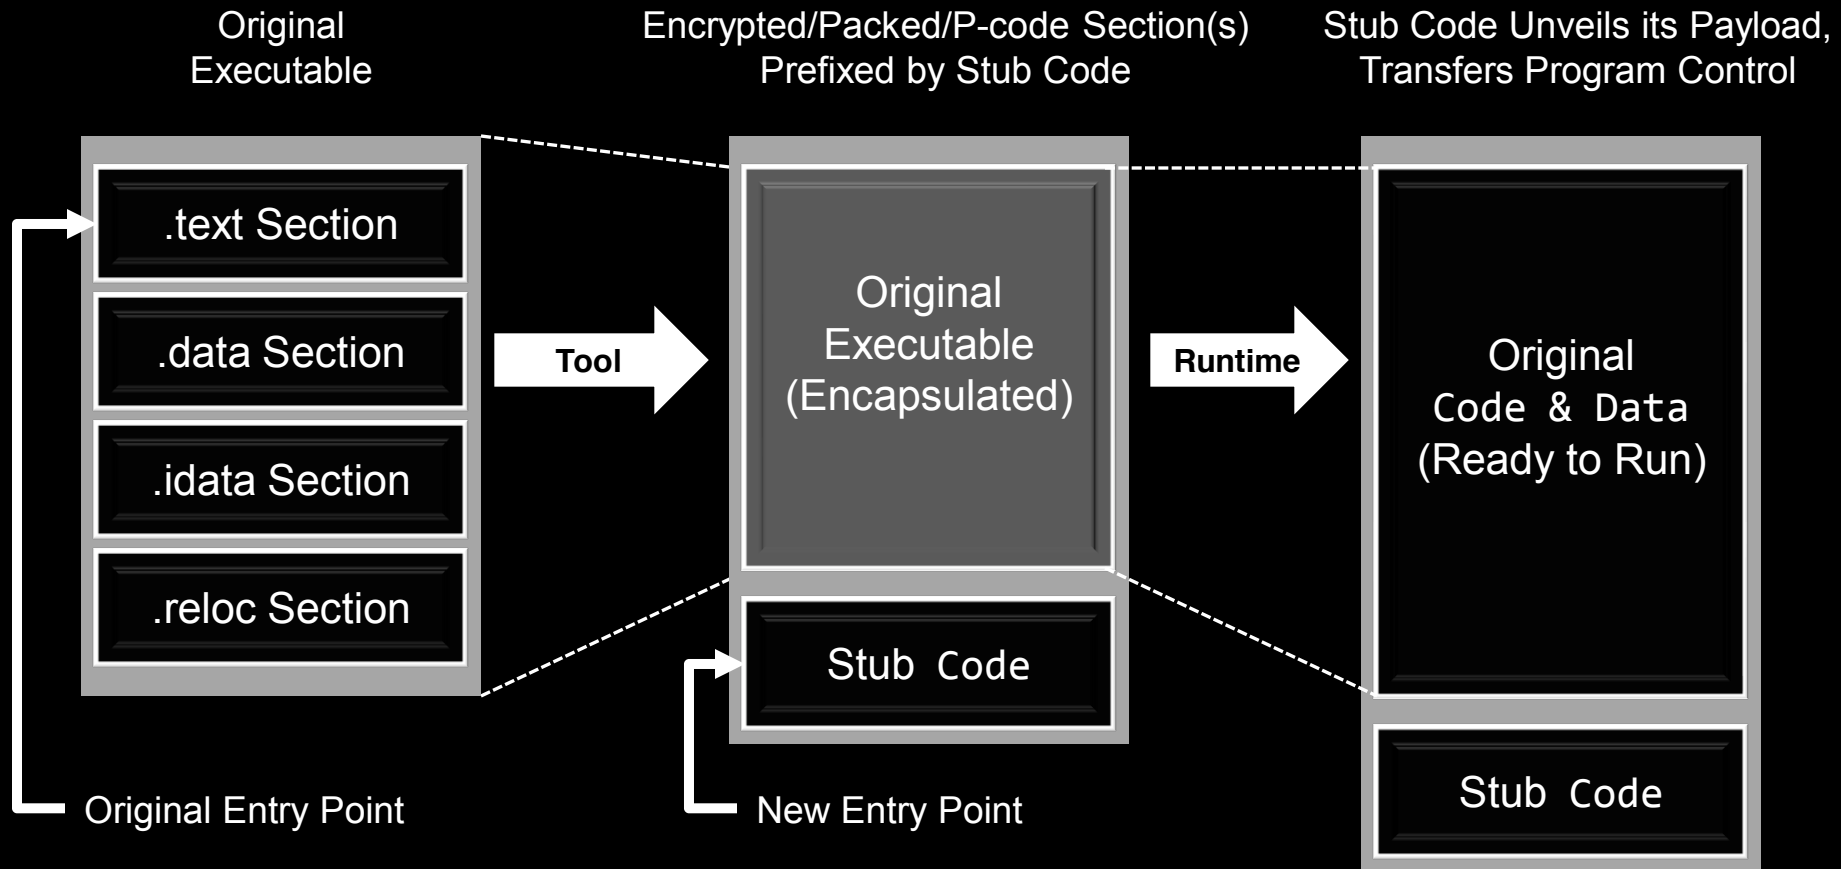 Original
Executable
Encrypted/Packed/P-code Section(s)
Prefixed by Stub Code
Stub Code Unveils its Payload,
Transfers Program Control
.text Section
.data Section
.idata Section
.reloc Section
Original Entry Point
Tool
Original
Executable
(Encapsulated)
Stub Code
New Entry Point
Runtime
Original
Code & Data
(Ready to Run)
Stub Code